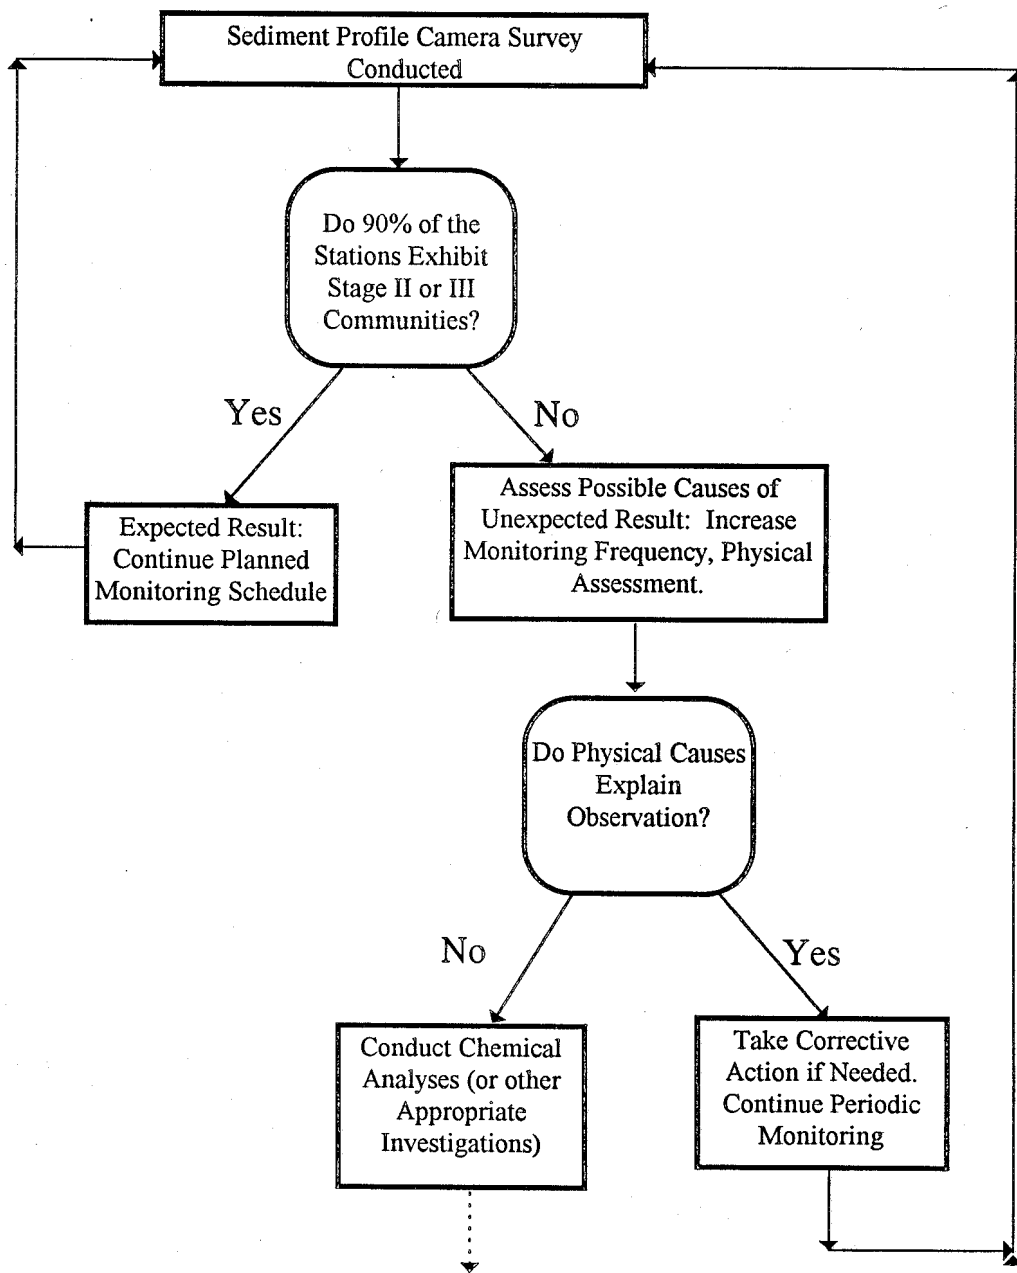 Sediment Profile Camera Survey
Conducted
Do 90% of the
Stations Exhibit
Stage II or III
Communities?
Yes
No
Expected Result:
Continue Planned
Monitoring Schedule
Assess Possible Causes of
Unexpected Result: Increase
Monitoring Frequency, Physical
Assessment.
Do Physical Causes
Explain
Observation?
No
Yes
Conduct Chemical
Analyses (or other
Appropriate
Investigations)
Take Corrective
Action if Needed.
Continue Periodic
Monitoring